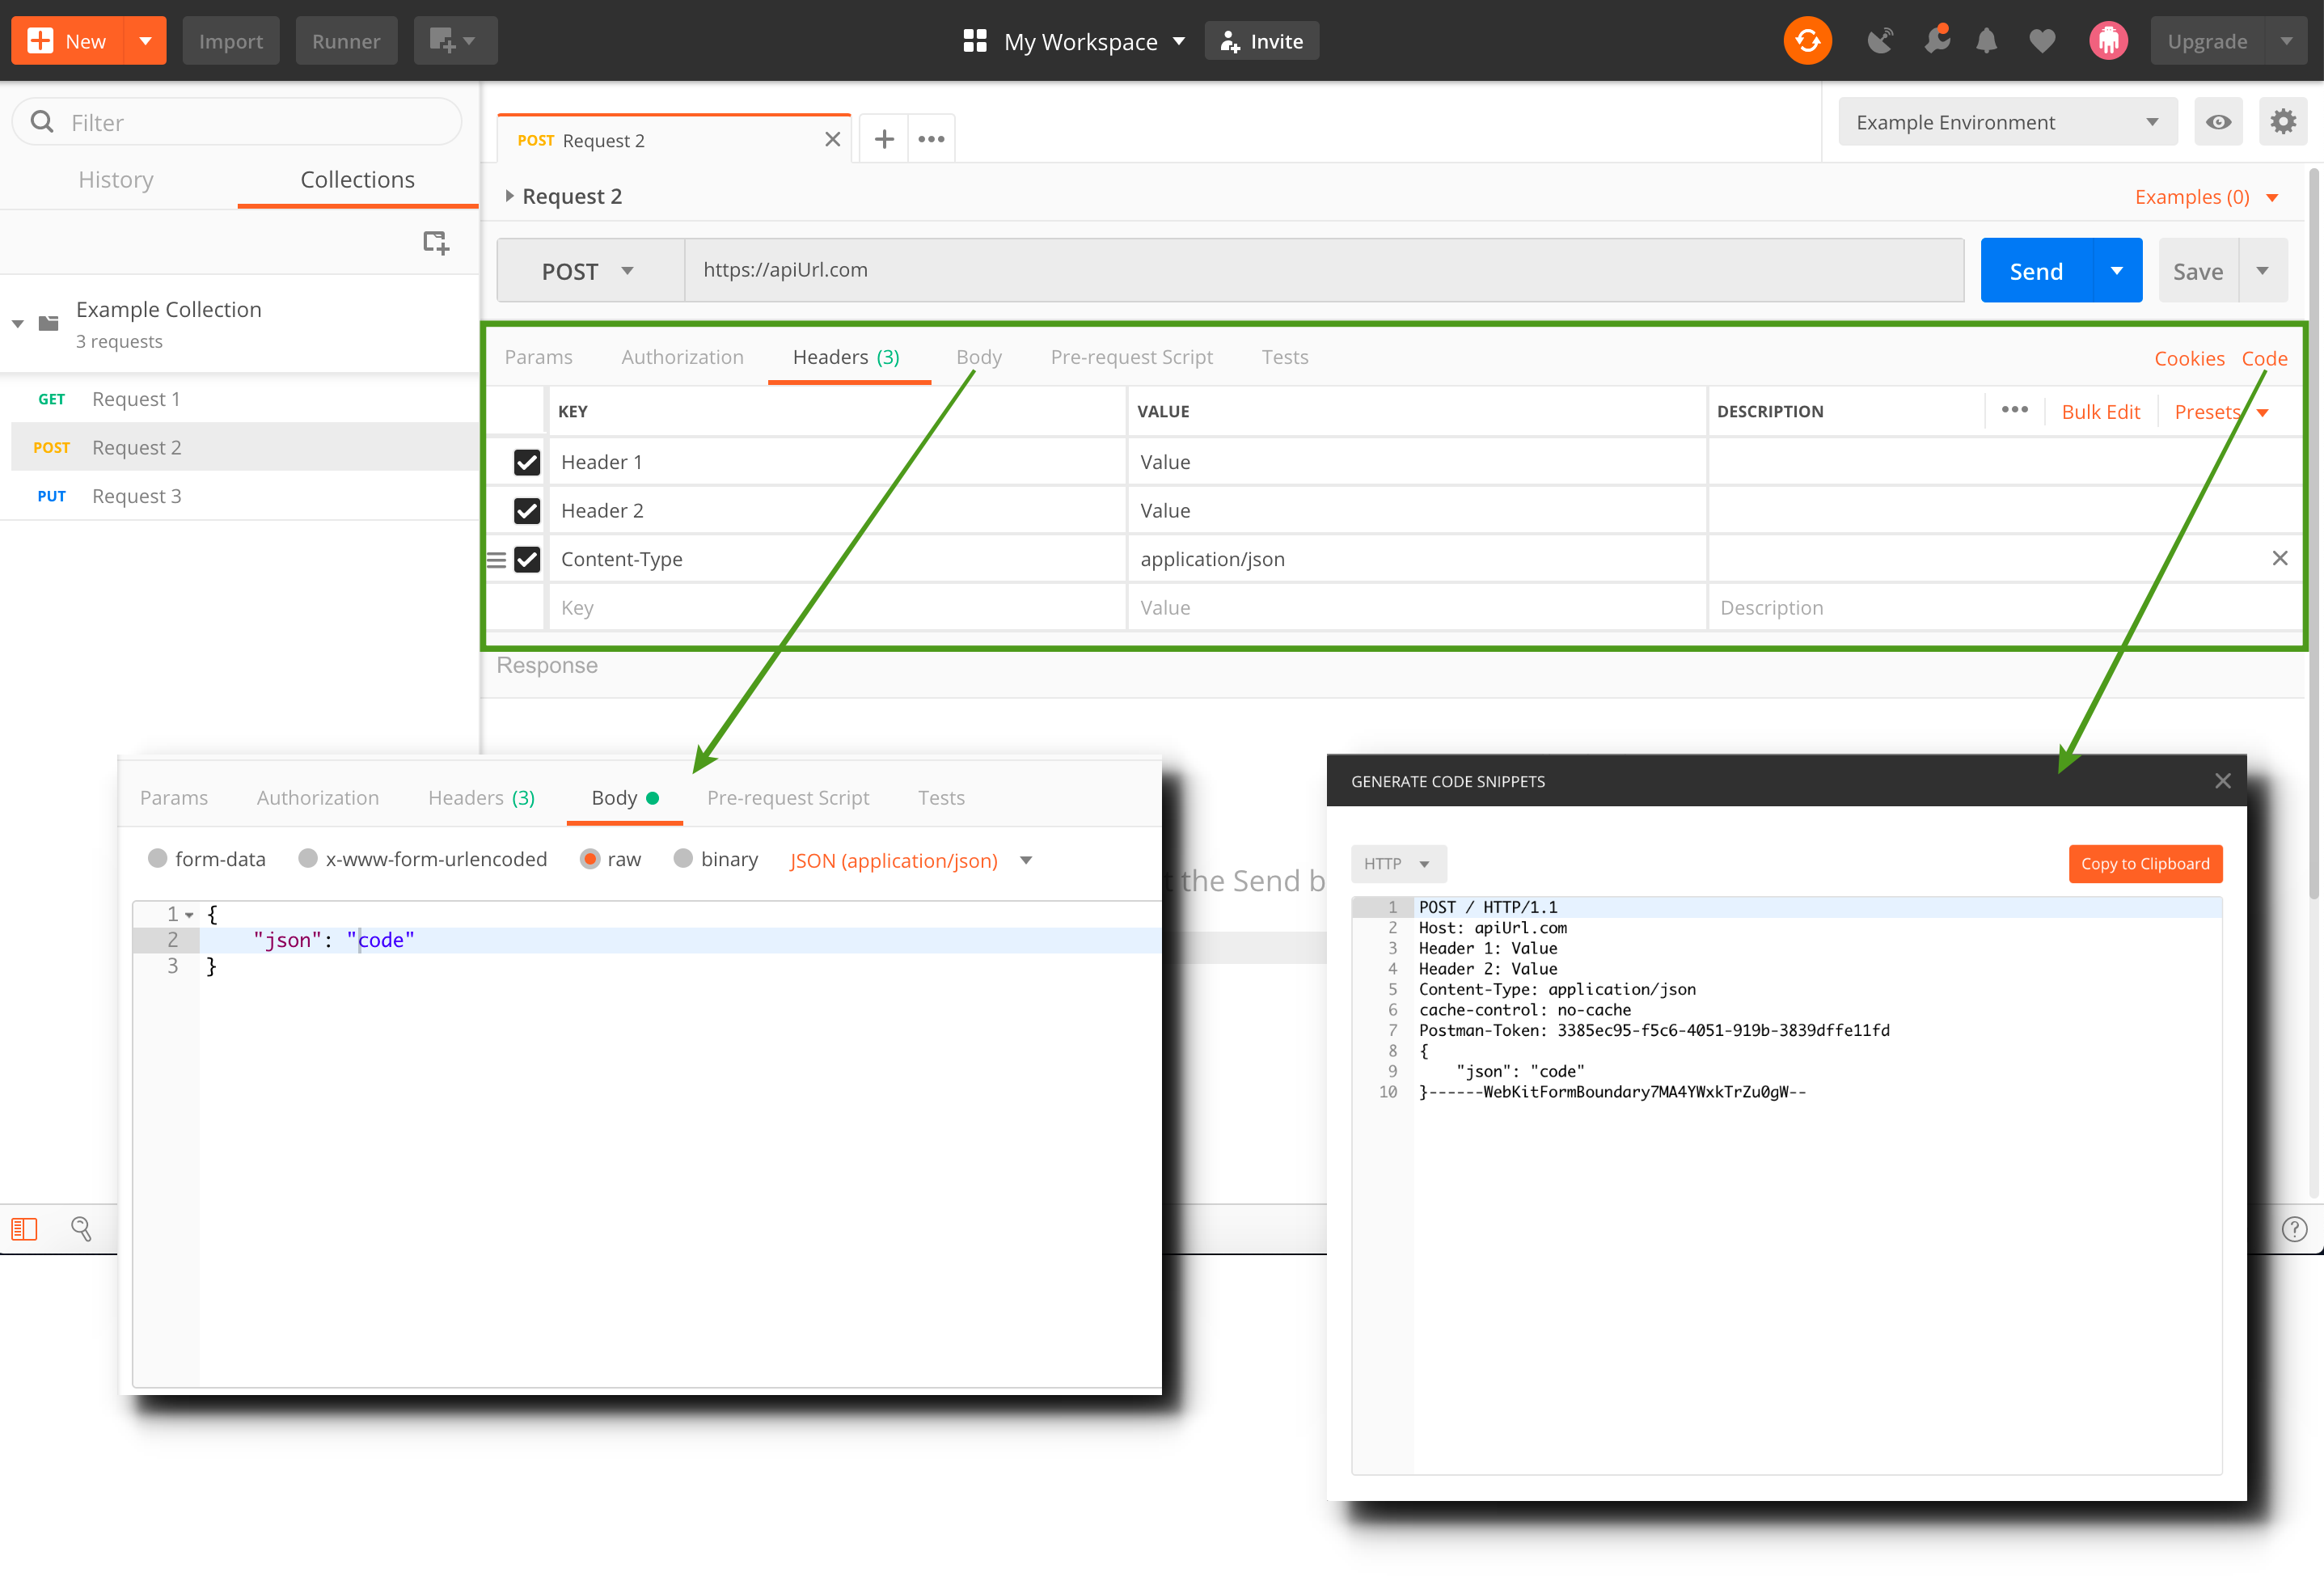 New Import Runner My Workspace Invite Upgrade
Filter
History Collections
Example Collection
3 requests
GET Request 1
POST Request 2
PUT Request 3
POST Request 2
Example Environment
Request 2
Examples (0)
POST https://apiUrl.com Send Save
Params Authorization Headers (3) Body Pre-request Script Tests Cookies Code
KEY VALUE DESCRIPTION Bulk Edit Presets
Header 1 Value
Header 2 Value
Content-Type application/json
Key Value Description
Response
t the Send b
Params Authorization Headers (3) Body Pre-request Script Tests
form-data x-www-form-urlencoded raw binary JSON (application/json)
1 {
2 "json": "code"
3 }
GENERATE CODE SNIPPETS
HTTP Copy to Clipboard
1 POST / HTTP/1.1
2 Host: apiUrl.com
3 Header 1: Value
4 Header 2: Value
5 Content-Type: application/json
6 cache-control: no-cache
7 Postman-Token: 3385ec95-f5c6-4051-919b-3839dffe11fd
8 {
9 "json": "code"
10 }------WebKitFormBoundary7MA4YWxkTrZu0gW--